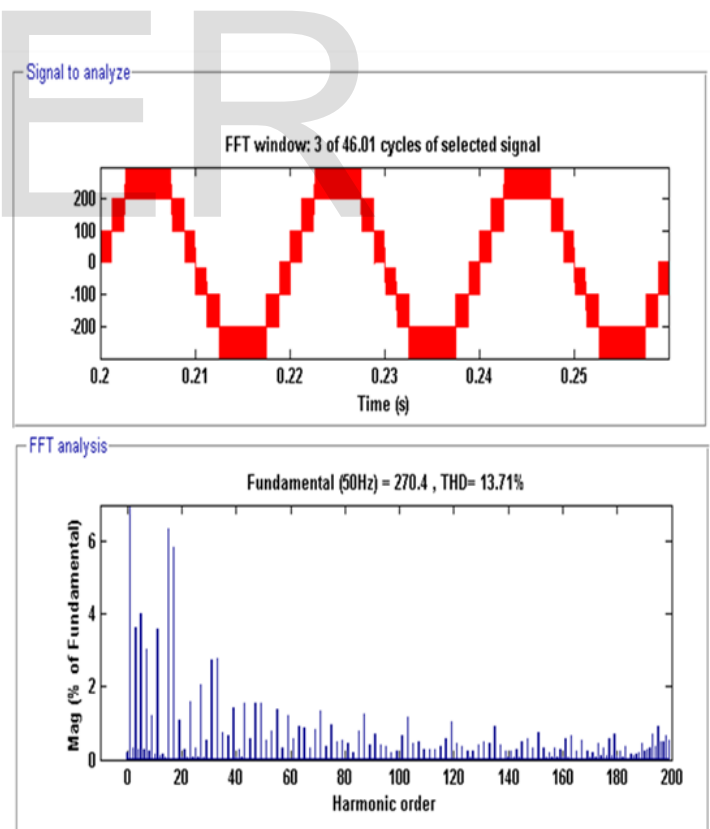 ER
Signal to analyze
FFT window: 3 of 46.01 cycles of selected signal
200
100
0
-100
-200
0.2 0.21 0.22 0.23 0.24 0.25
Time (s)
FFT analysis
Fundamental (50Hz) = 270.4 , THD= 13.71%
Mag (% of Fundamental)
6
4
2
0
0 20 40 60 80 100 120 140 160 180 200
Harmonic order